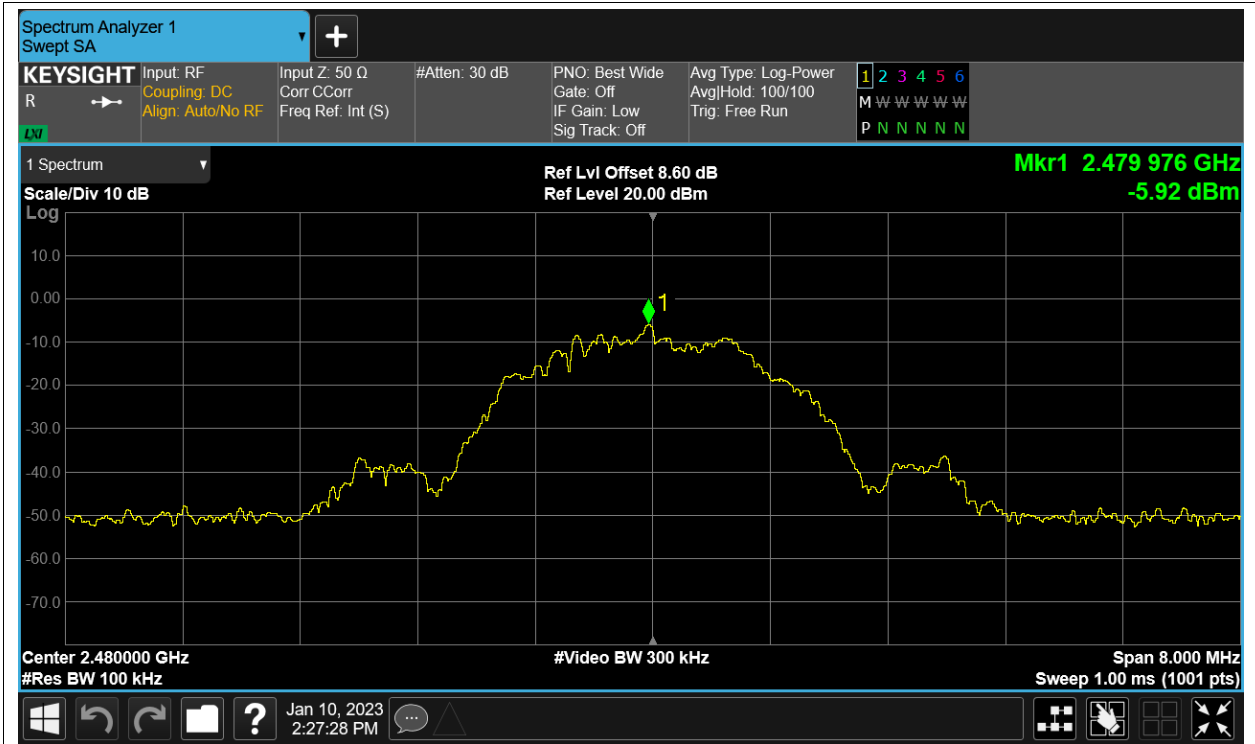 Spectrum Analyzer 1
Swept SA
KEYSIGHT
R
LXI
Input: RF
Coupling: DC
Align: Auto/No RF
Input Z: 50 Ω
Corr CCorr
Freq Ref: Int (S)
#Atten: 30 dB
PNO: Best Wide
Gate: Off
IF Gain: Low
Sig Track: Off
Avg Type: Log-Power
Avg|Hold: 100/100
Trig: Free Run
1 2 3 4 5 6
M W W W W W W
P N N N N N N
1 Spectrum
Scale/Div 10 dB
Log
Ref Lvl Offset 8.60 dB
Ref Level 20.00 dBm
Mkr1 2.479 976 GHz
-5.92 dBm
10.0
0.00
-10.0
-20.0
-30.0
-40.0
-50.0
-60.0
-70.0
1
Center 2.480000 GHz
#Res BW 100 kHz
#Video BW 300 kHz
Span 8.000 MHz
Sweep 1.00 ms (1001 pts)
?
Jan 10, 2023
2:27:28 PM